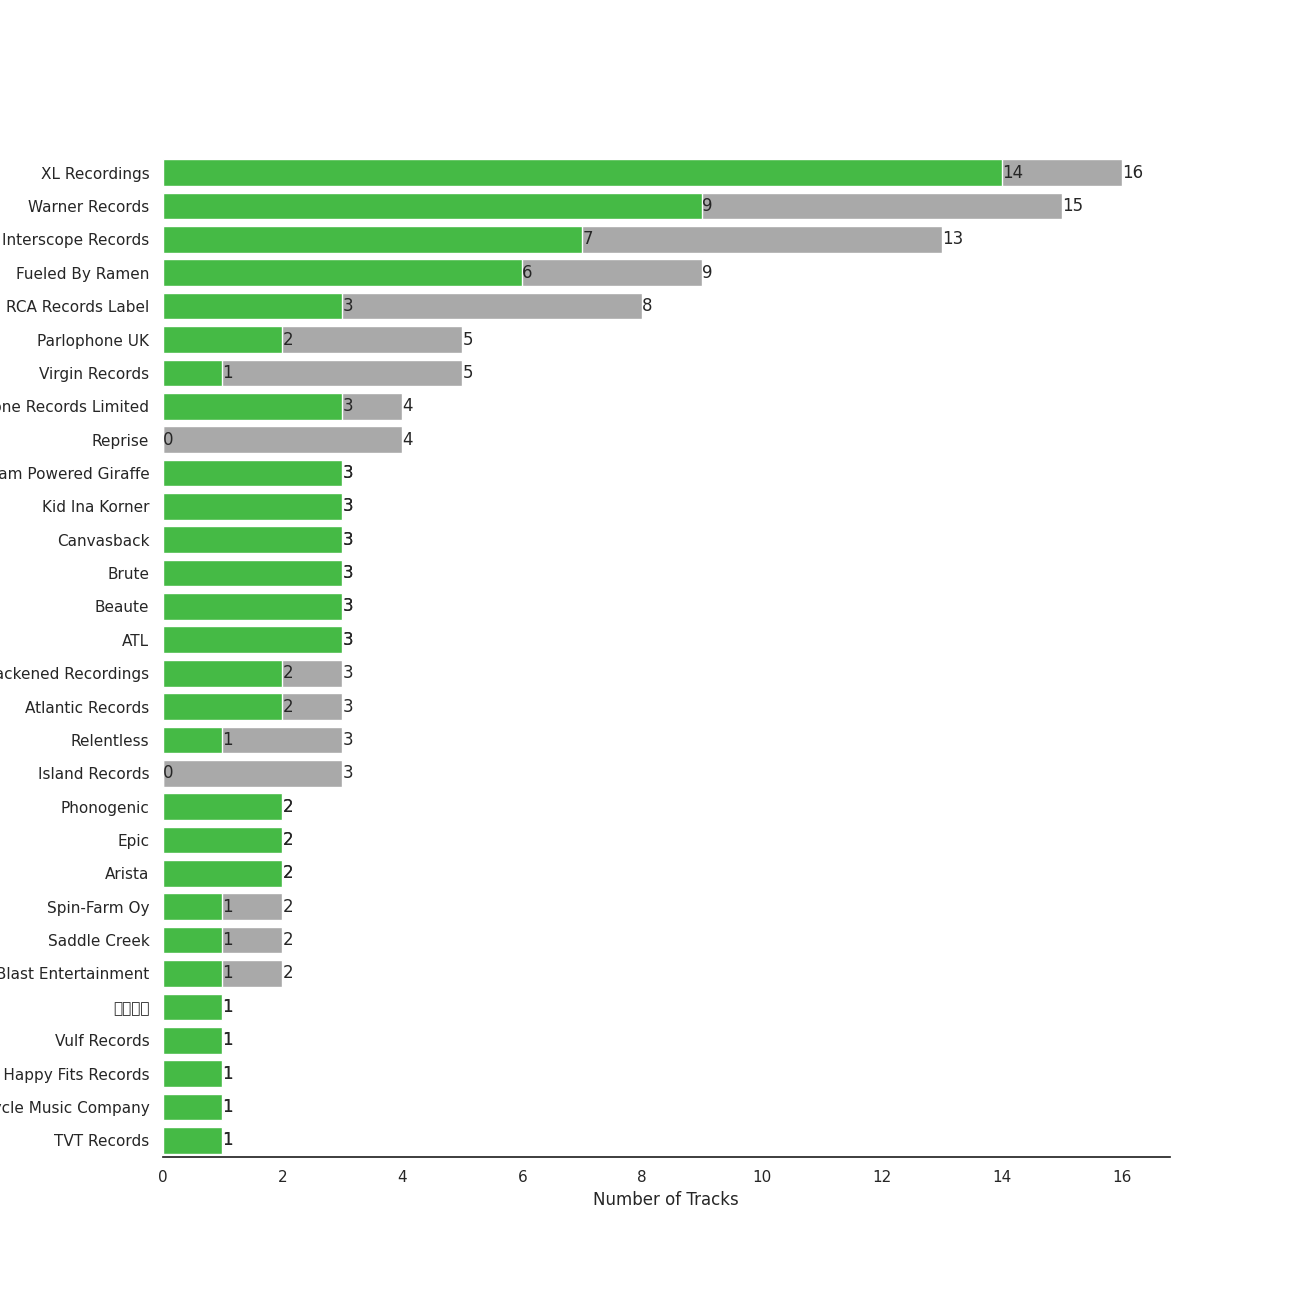 XL Recordings 14 16
Warner Records 9 15
Interscope Records 7 13
Fueled By Ramen 6 9
RCA Records Label 3 8
Parlophone UK 2 5
Virgin Records 1 5
Records Limited 3 4
Reprise 0 4
Powered Giraffe 3
Kid Ina Korner 3
Canvasback 3
Brute 3
Beaute 3
ATL 3
Recordings 2 3
Atlantic Records 2 3
Relentless 1 3
Island Records 0 3
Phonogenic 2
Epic 2
Arista 2
Spin-Farm Oy 1 2
Saddle Creek 1 2
Blast Entertainment 1 2
1
Vulf Records 1
Happy Fits Records 1
Music Company 1
TVT Records 1
0 2 4 6 8 10 12 14 16
Number of Tracks